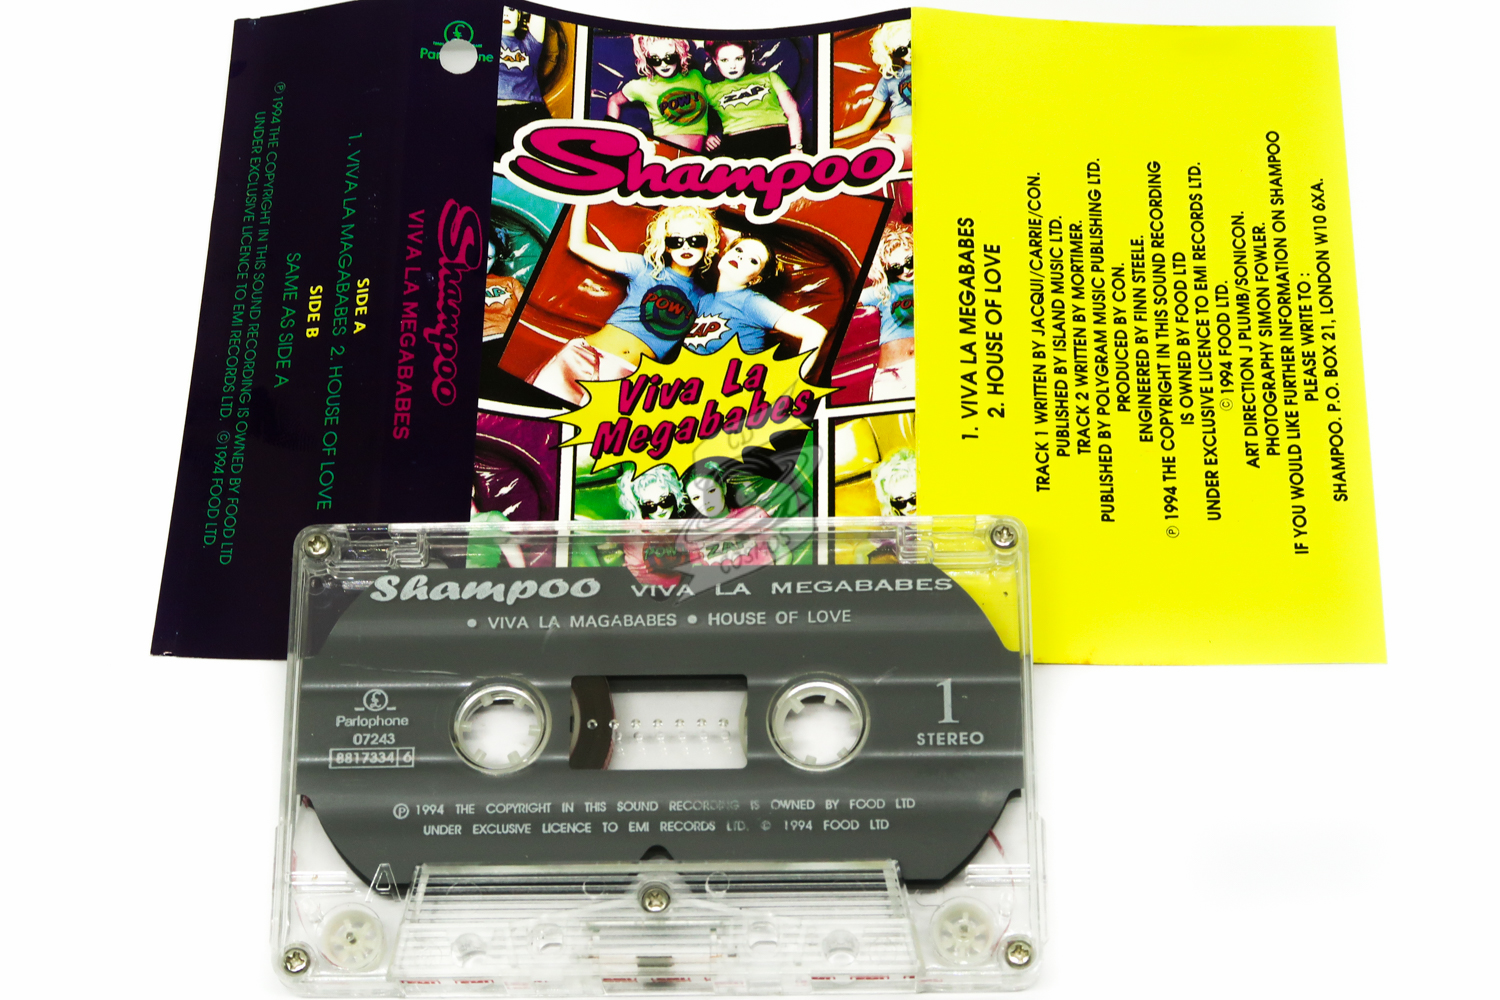 Parlophone
℗ 1994 THE COPYRIGHT IN THIS SOUND RECORDING IS OWNED BY FOOD LTD
UNDER EXCLUSIVE LICENCE TO EMI RECORDS LTD. © 1994 FOOD LTD.
SAME AS SIDE A
SIDE B
1. VIVA LA MAGABABES 2. HOUSE OF LOVE
SIDE A
VIVA LA MEGABABES
Shampoo
ZAP
POW!
ZAP
Shampoo
POW!
ZAP
Viva La
Megababes
POW
ZAP
1. VIVA LA MEGABABES
2. HOUSE OF LOVE
TRACK 1 WRITTEN BY JACQUI/CARRIE/CON.
PUBLISHED BY ISLAND MUSIC LTD.
TRACK 2 WRITTEN BY MORTIMER.
PUBLISHED BY POLYGRAM MUSIC PUBLISHING LTD.
PRODUCED BY CON.
ENGINEERED BY FINN STEELE.
℗ 1994 THE COPYRIGHT IN THIS SOUND RECORDING
IS OWNED BY FOOD LTD
UNDER EXCLUSIVE LICENCE TO EMI RECORDS LTD.
© 1994 FOOD LTD.
ART DIRECTION J PLUMB/SONICON.
PHOTOGRAPHY SIMON FOWLER.
IF YOU WOULD LIKE FURTHER INFORMATION ON SHAMPOO
PLEASE WRITE TO :
SHAMPOO. P.O. BOX 21, LONDON W10 6XA.
Shampoo VIVA LA MEGABABES
• VIVA LA MAGABABES • HOUSE OF LOVE
Parlophone
07243
8817334 6
1
STEREO
℗ 1994 THE COPYRIGHT IN THIS SOUND RECORDING IS OWNED BY FOOD LTD
UNDER EXCLUSIVE LICENCE TO EMI RECORDS LTD. © 1994 FOOD LTD
A